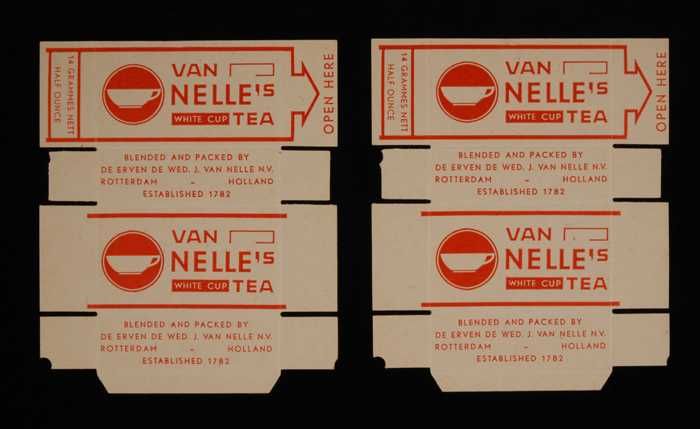 14 GRAMMES NETT
HALF OUNCE
VAN
NELLE'S
WHITE CUP TEA
OPEN HERE
BLENDED AND PACKED BY
DE ERVEN DE WED. J. VAN NELLE N.V.
ROTTERDAM – HOLLAND
ESTABLISHED 1782
VAN
NELLE'S
WHITE CUP TEA
BLENDED AND PACKED BY
DE ERVEN DE WED. J. VAN NELLE N.V.
ROTTERDAM – HOLLAND
ESTABLISHED 1782
14 GRAMMES NETT
HALF OUNCE
VAN
NELLE'S
WHITE CUP TEA
OPEN HERE
BLENDED AND PACKED BY
DE ERVEN DE WED. J. VAN NELLE N.V.
ROTTERDAM – HOLLAND
ESTABLISHED 1782
VAN
NELLE'S
WHITE CUP TEA
BLENDED AND PACKED BY
DE ERVEN DE WED. J. VAN NELLE N.V.
ROTTERDAM – HOLLAND
ESTABLISHED 1782